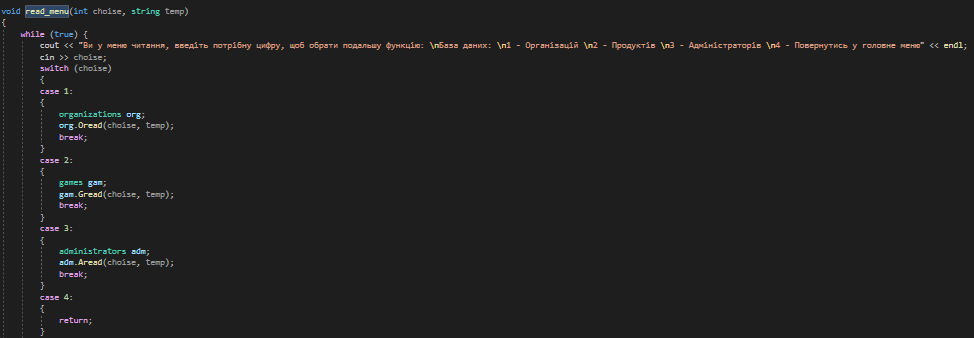 void read_menu(int choise, string temp)
{
while (true) {
cout << "Ви у меню читання, введіть потрібну цифру, щоб обрати подальшу функцію: \nБаза даних: \n1 - Організацій \n2 - Продуктів \n3 - Адміністраторів \n4 - Повернутись у головне меню" << endl;
cin >> choise;
switch (choise)
{
case 1:
{
organizations org;
org.Oread(choise, temp);
break;
}
case 2:
{
games gam;
gam.Gread(choise, temp);
break;
}
case 3:
{
administrators adm;
adm.Aread(choise, temp);
break;
}
case 4:
{
return;
}